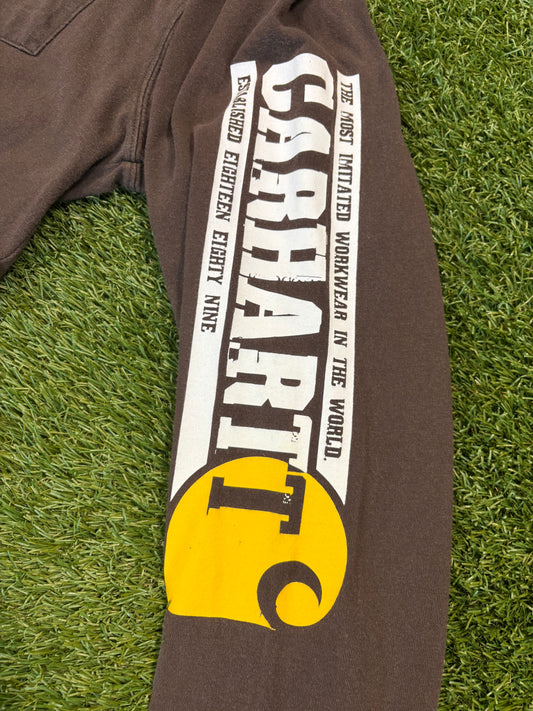 THE MOST IMITATED WORKWEAR IN THE WORLD.
CARHARTT
ESTABLISHED EIGHTEEN EIGHTY NINE